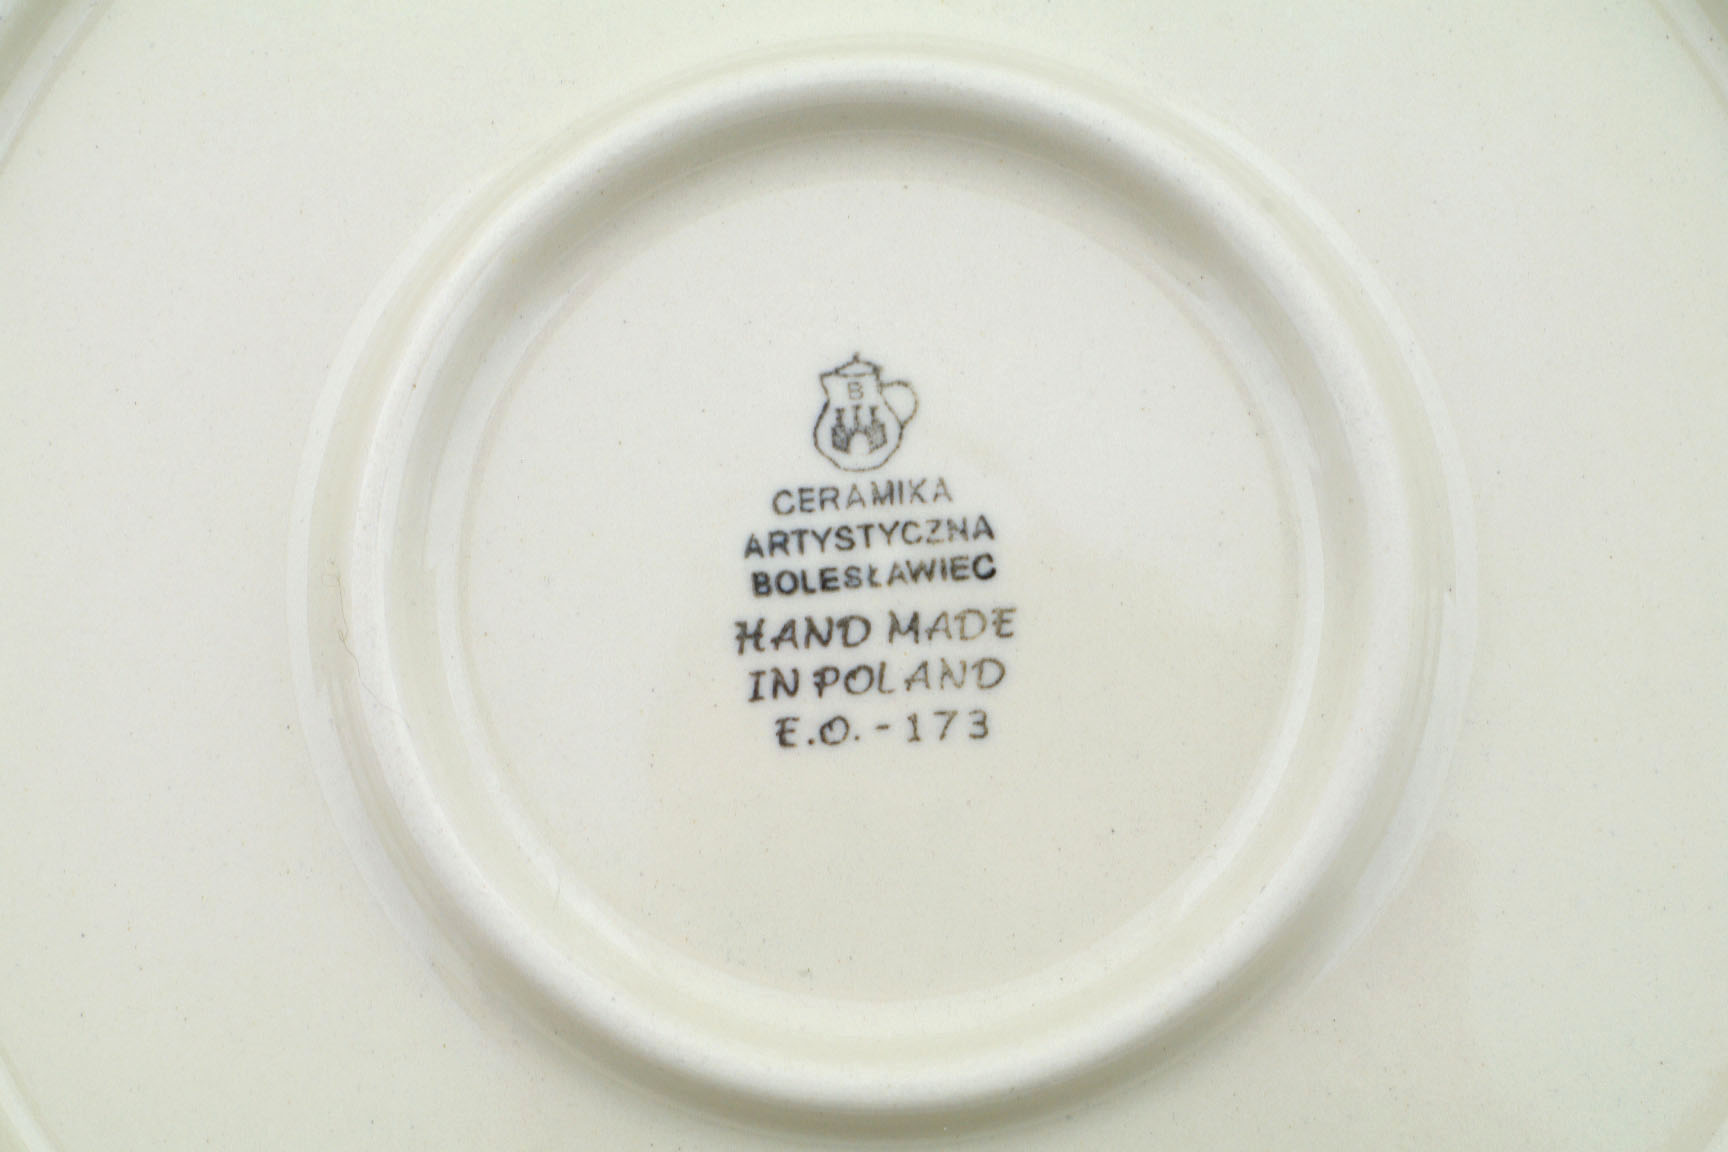 B
CERAMIKA
ARTYSTYCZNA
BOLESŁAWIEC
HAND MADE
IN POLAND
E.O. - 173